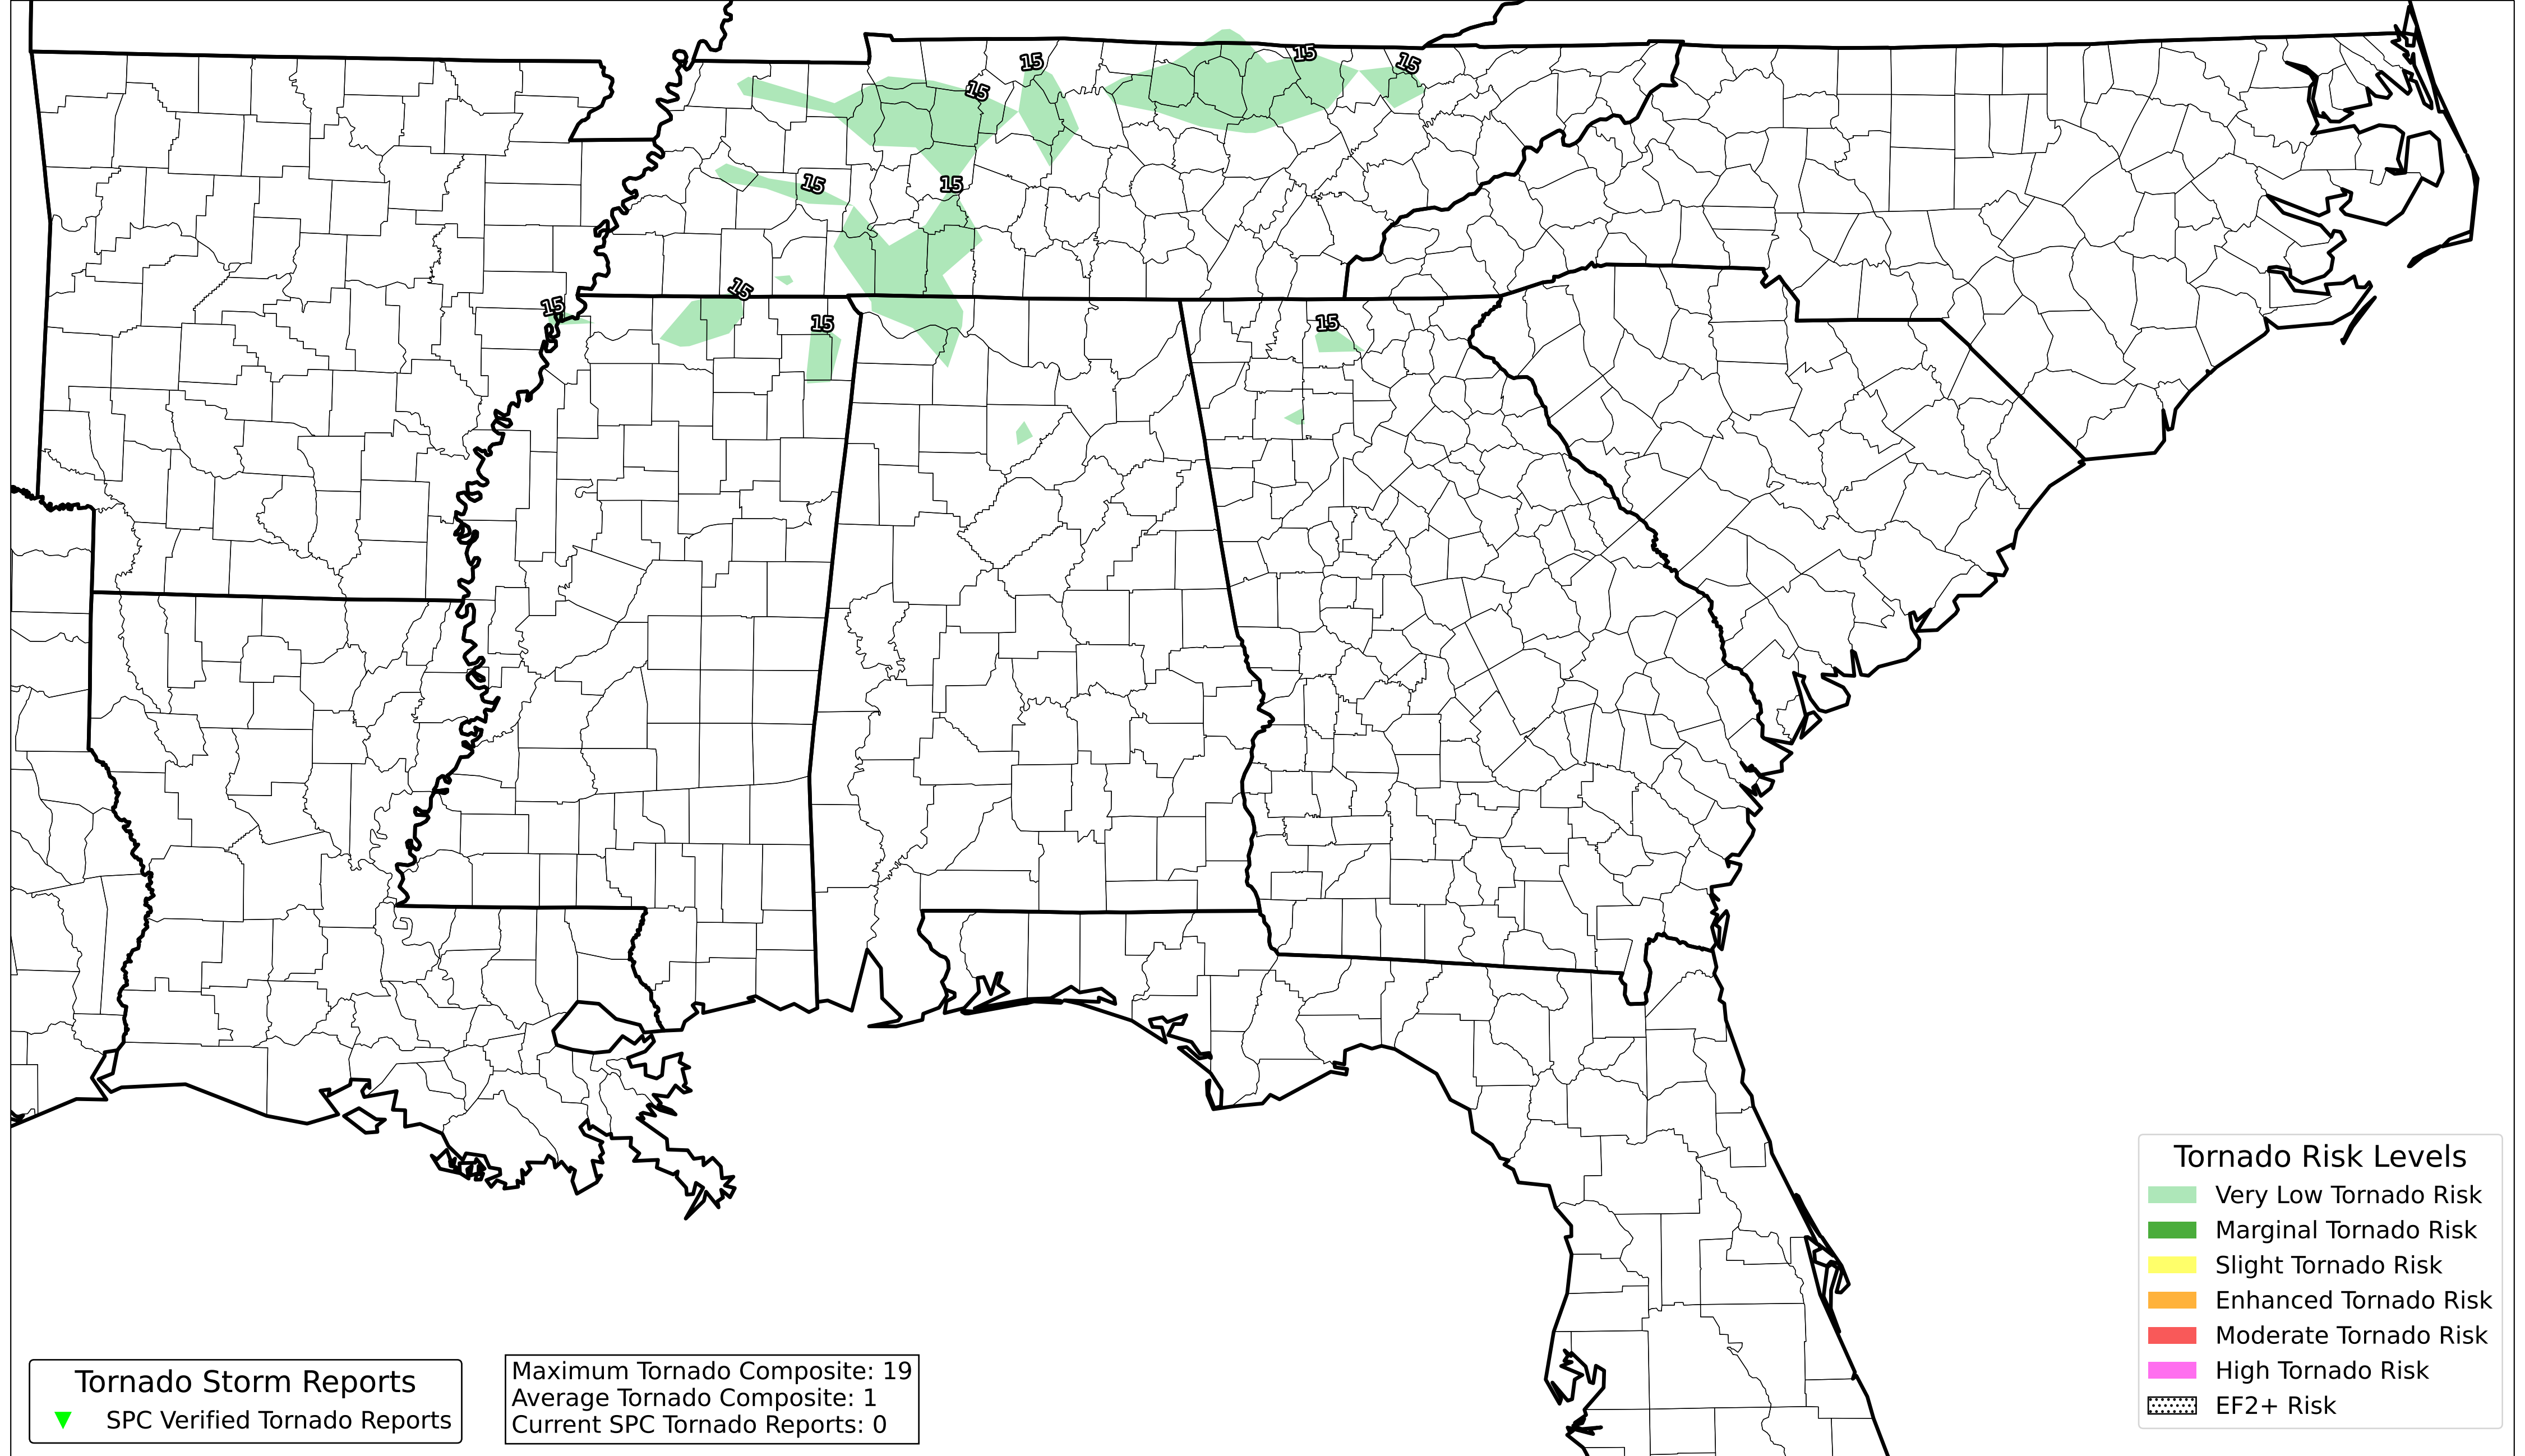 15
15
15
15
15
15
15
15
15
15
Tornado Risk Levels
Very Low Tornado Risk
Marginal Tornado Risk
Slight Tornado Risk
Enhanced Tornado Risk
Moderate Tornado Risk
High Tornado Risk
EF2+ Risk
Tornado Storm Reports
SPC Verified Tornado Reports
Maximum Tornado Composite: 19
Average Tornado Composite: 1
Current SPC Tornado Reports: 0